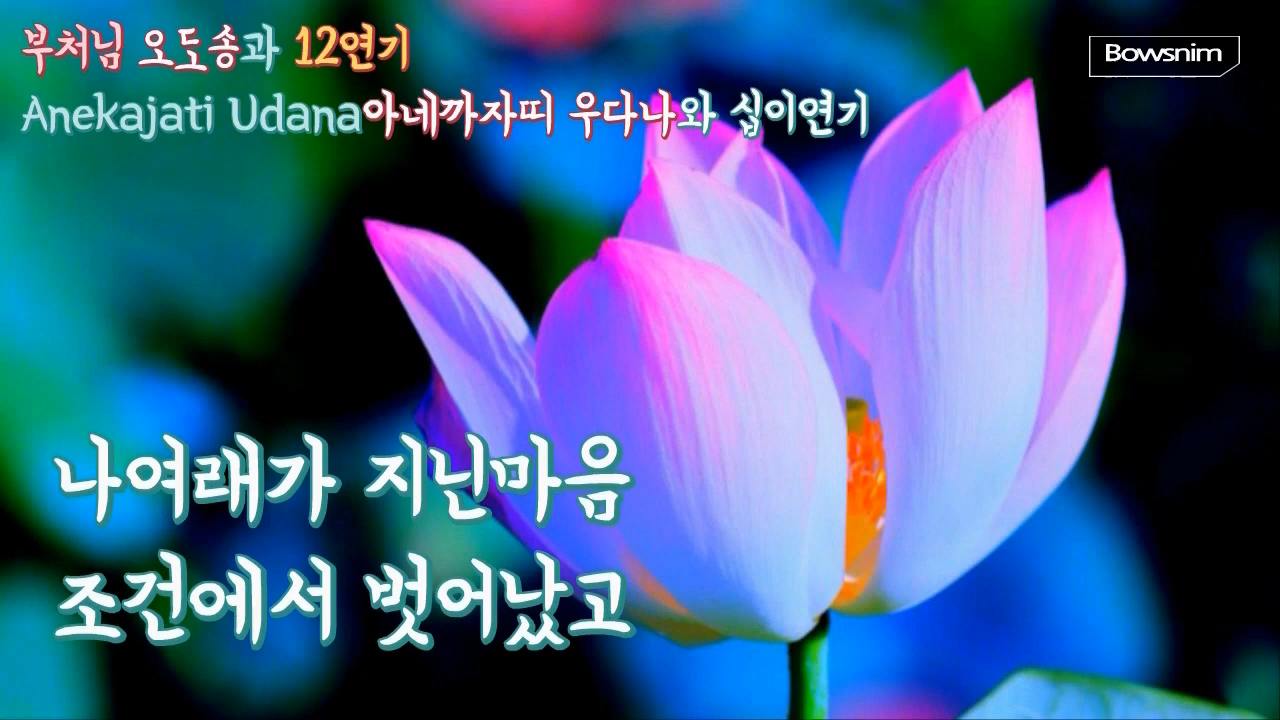 부처님 오도송과 12연기
Bowsnim
Anekajati Udana아네까자띠 우다나와 십이연기
나여래가 지닌마음
조건에서 벗어났고